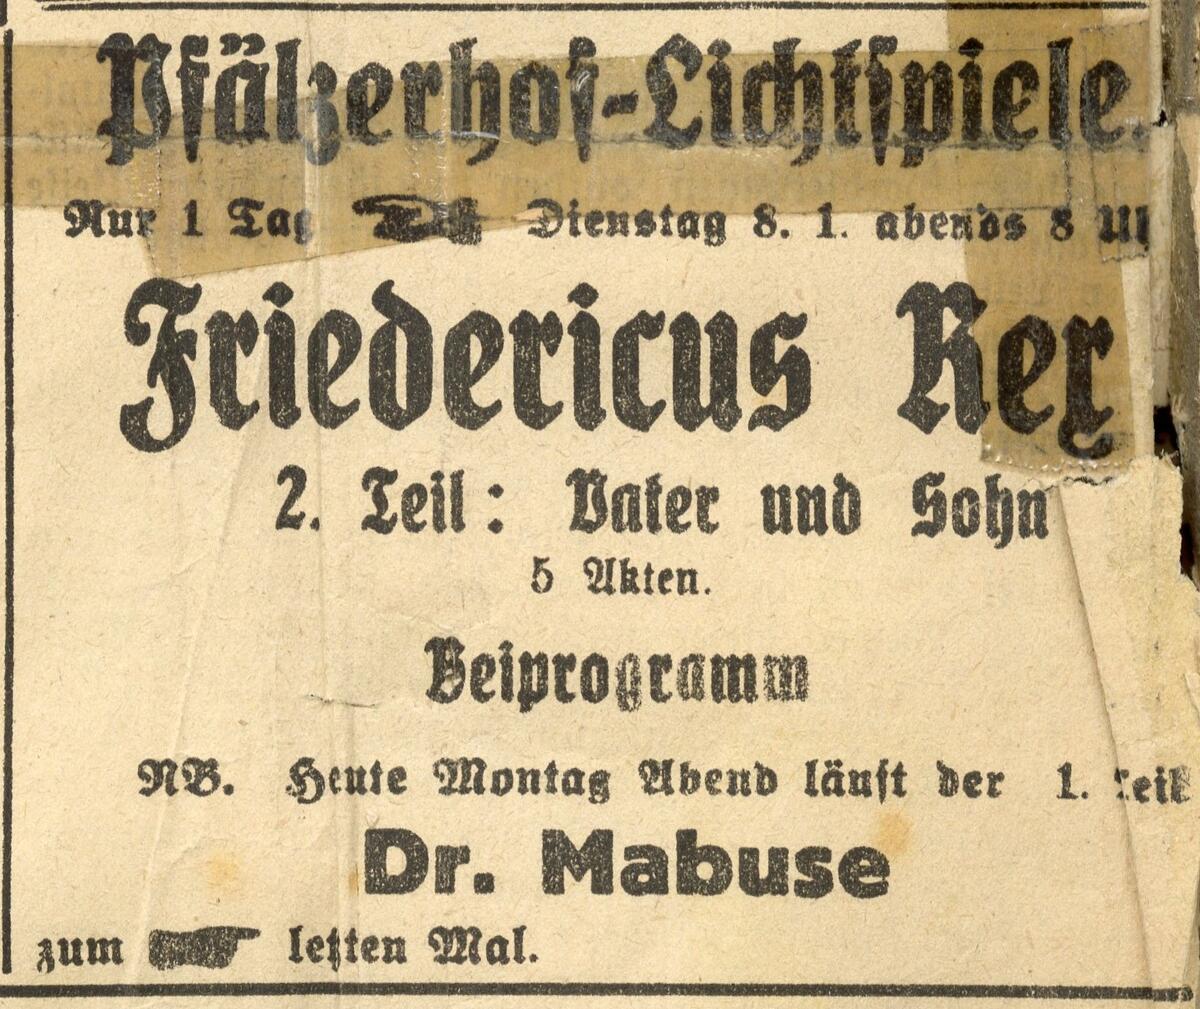 Pfälzerhof-Lichtspiele.
Nur 1 Tag Dienstag 8. 1. abends 8 Uh
Friedericus Rex
2. Teil: Vater und Sohn
5 Akten.
Beiprogramm
NB. Heute Montag Abend läuft der 1. Teil
Dr. Mabuse
zum letzten Mal.